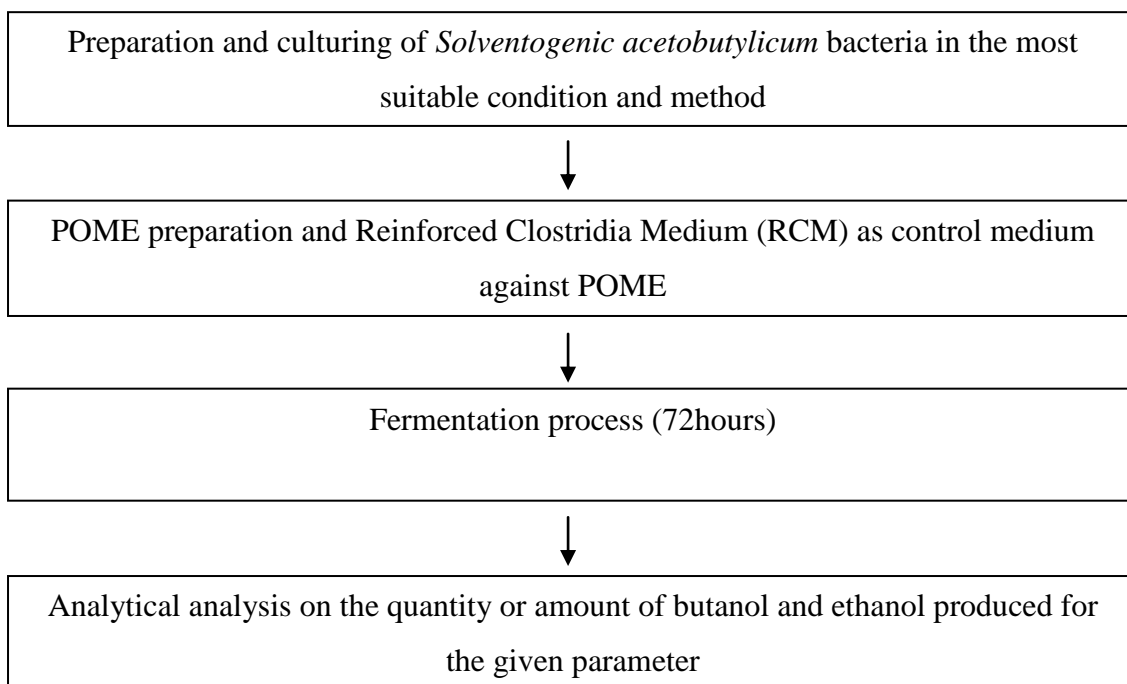 Preparation and culturing of Solventogenic acetobutylicum bacteria in the most
suitable condition and method
POME preparation and Reinforced Clostridia Medium (RCM) as control medium
against POME
Fermentation process (72hours)
Analytical analysis on the quantity or amount of butanol and ethanol produced for
the given parameter